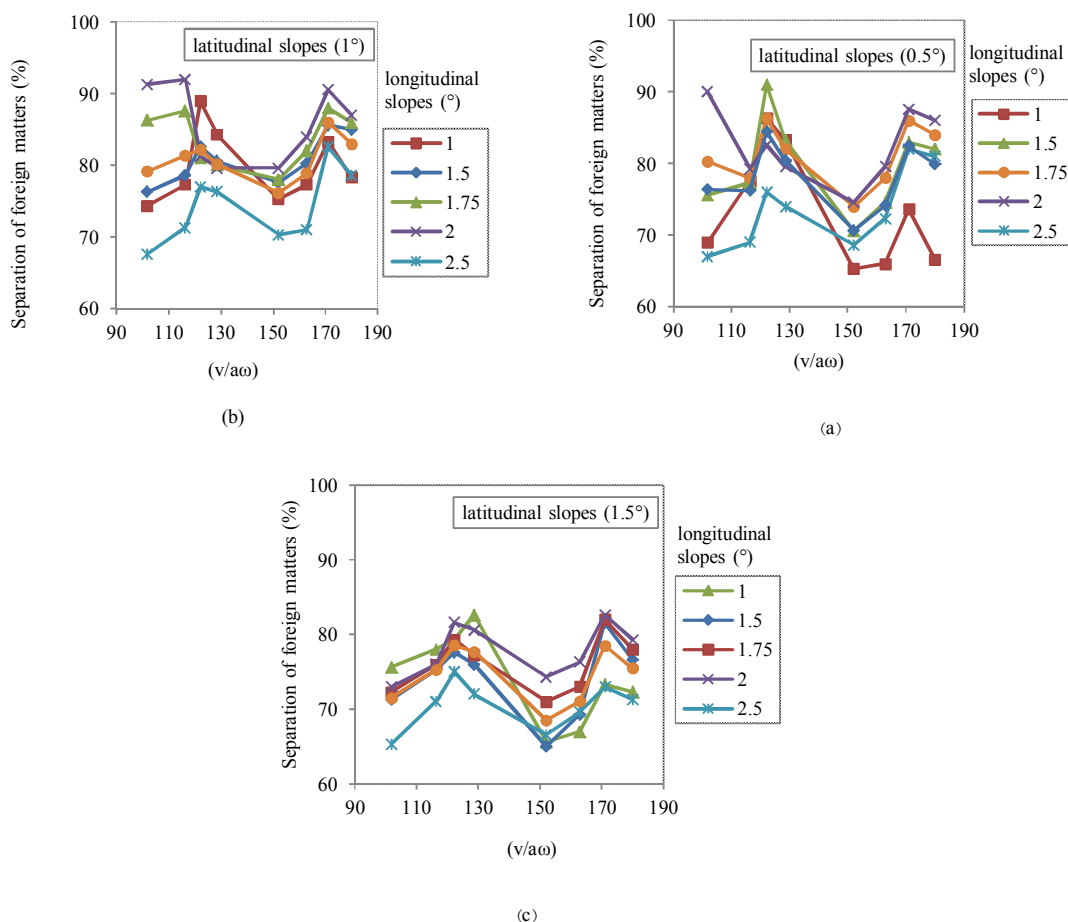 latitudinal slopes (1°)
Separation of foreign matters (%)
100
90
80
70
60
90 110 130 150 170 190
(v/aω)
longitudinal
slopes (°)
1
1.5
1.75
2
2.5
(b)
latitudinal slopes (0.5°)
Separation of foreign matters (%)
100
90
80
70
60
90 110 130 150 170 190
(v/aω)
longitudinal
slopes (°)
1
1.5
1.75
2
2.5
(a)
latitudinal slopes (1.5°)
Separation of foreign matters (%)
100
90
80
70
60
90 110 130 150 170 190
(v/aω)
longitudinal
slopes (°)
1
1.5
1.75
2
2.5
(c)